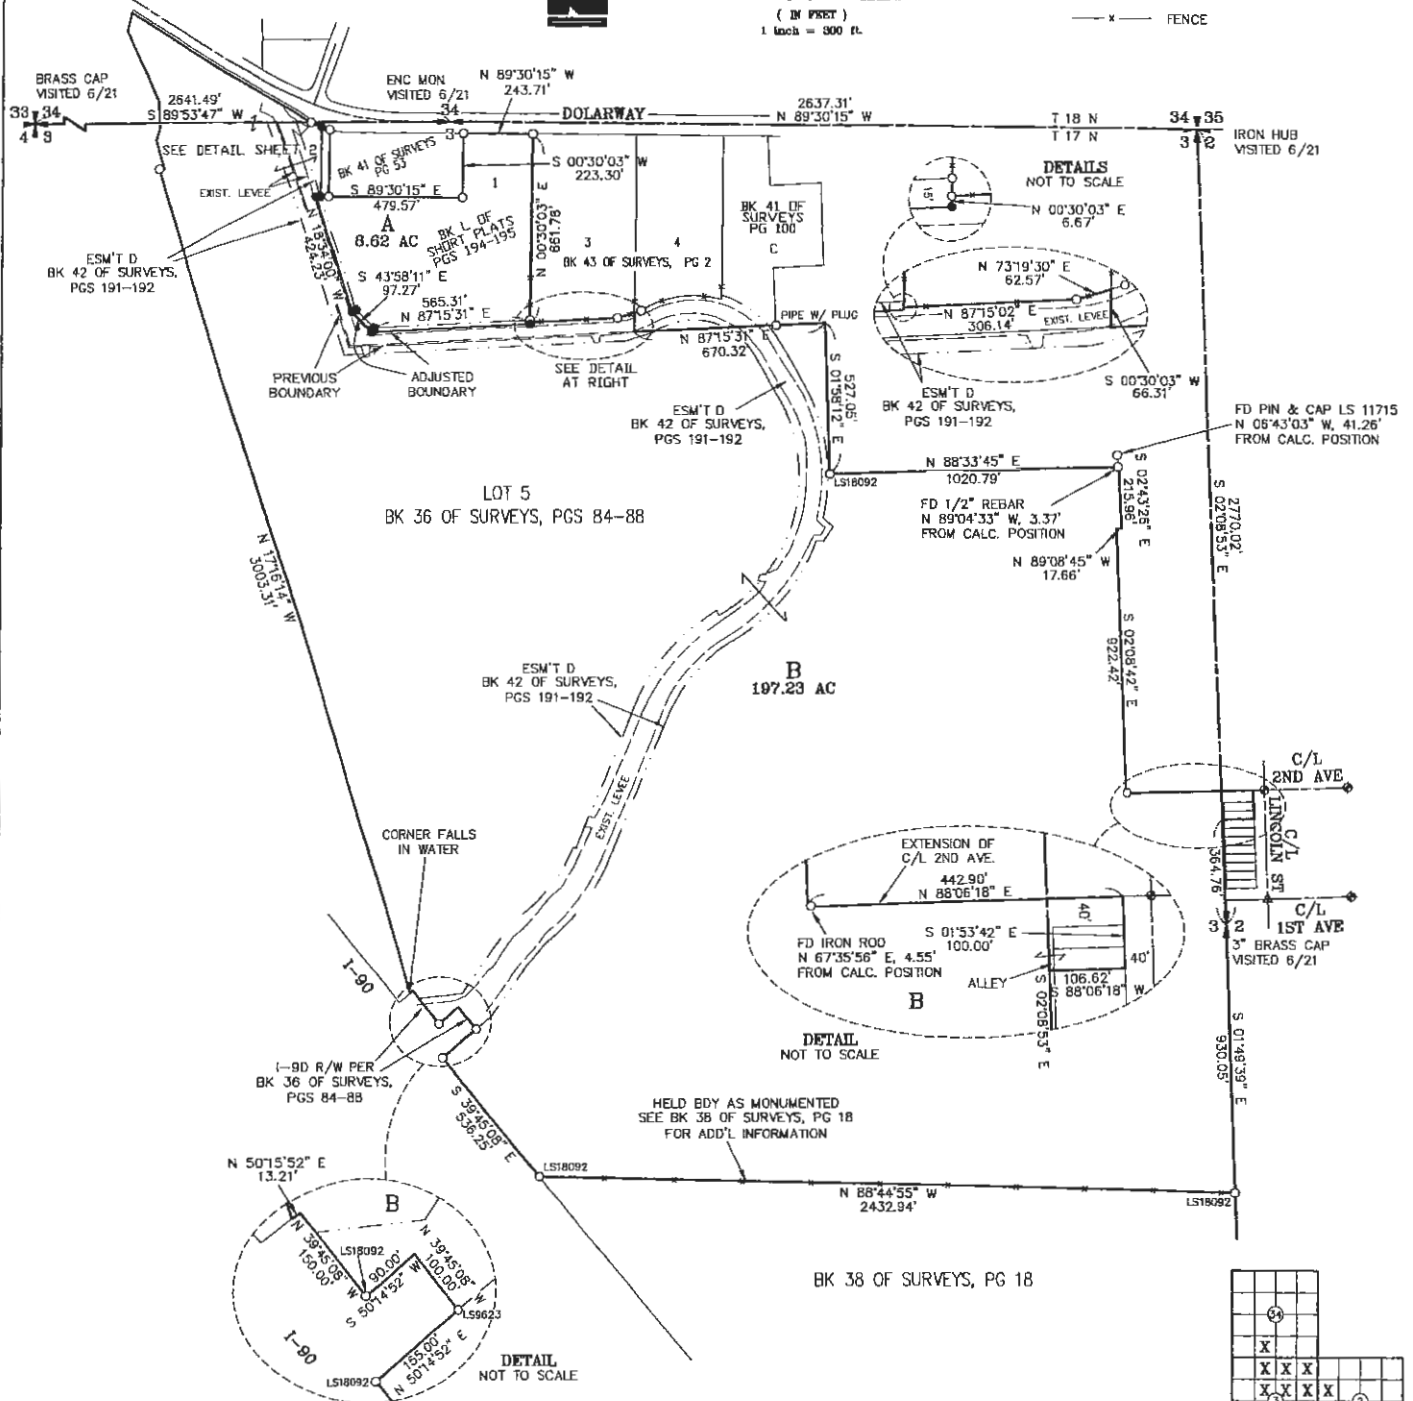 ( IN FEET )
1 inch = 300 ft.
x
FENCE
BRASS CAP
VISITED 6/21
33
34
4
3
2641.49'
S 89°53'47" W
ENC MON
VISITED 6/21
34
3
N 89°30'15" W
243.71'
DOLARWAY
2637.31'
N 89°30'15" W
T 18 N
T 17 N
34
35
3
2
IRON HUB
VISITED 6/21
SEE DETAIL SHEET 2
EXIST. LEVEE
BK 41 OF SURVEYS
PG 53
S 00°30'03" W
223.30'
S 89°30'15" E
479.57'
1
A
8.62 AC
BK L OF
SHORT PLATS
PGS 194-195
N 00°30'03" E
661.78'
3
4
BK 43 OF SURVEYS, PG 2
BK 41 OF
SURVEYS
PG 100
C
DETAILS
NOT TO SCALE
15'
N 00°30'03" E
6.67'
ESM'T D
BK 42 OF SURVEYS,
PGS 191-192
N 18°34'00" W
424.23'
S 43°58'11" E
97.27'
565.31'
N 87°15'31" E
N 73°19'30" E
62.57'
N 87°15'02" E
306.14'
EXIST. LEVEE
PIPE W/ PLUG
N 87°15'31" E
670.32'
PREVIOUS
BOUNDARY
ADJUSTED
BOUNDARY
SEE DETAIL
AT RIGHT
S 01°58'12" E
527.05'
ESM'T D
BK 42 OF SURVEYS,
PGS 191-192
ESM'T D
BK 42 OF SURVEYS,
PGS 191-192
S 00°30'03" W
66.31'
FD PIN & CAP LS 11715
N 06°43'03" W, 41.26'
FROM CALC. POSITION
N 88°33'45" E
1020.79'
LS18092
S 02°43'25" E
215.96'
FD 1/2" REBAR
N 89°04'33" W, 3.37'
FROM CALC. POSITION
LOT 5
BK 36 OF SURVEYS, PGS 84-88
2770.02'
S 02°08'53" E
N 89°08'45" W
17.66'
N 17°16'14" W
3003.31'
S 02°08'42" E
922.42'
ESM'T D
BK 42 OF SURVEYS,
PGS 191-192
B
197.23 AC
C/L
2ND AVE
C/L
LINCOLN ST
364.76'
EXIST. LEVEE
CORNER FALLS
IN WATER
EXTENSION OF
C/L 2ND AVE.
442.90'
N 88°06'18" E
40'
FD IRON ROD
N 67°35'56" E, 4.55'
FROM CALC. POSITION
S 01°53'42" E
100.00'
40'
ALLEY
106.62'
S 88°06'18" W
B
S 02°08'53" E
DETAIL
NOT TO SCALE
C/L
1ST AVE
3
2
3" BRASS CAP
VISITED 6/21
I-90
S 01°49'39" E
930.05'
I-90 R/W PER
BK 36 OF SURVEYS,
PGS 84-88
S 39°45'08" E
536.25'
HELD BDY AS MONUMENTED
SEE BK 38 OF SURVEYS, PG 18
FOR ADD'L INFORMATION
LS18092
N 88°44'55" W
2432.94'
LS18092
N 50°15'52" E
13.21'
B
N 39°45'08" W
150.00'
LS18092
90.00'
S 50°14'52" W
N 39°45'08" W
100.00'
LS9623
I-90
155.00'
N 50°14'52" E
LS18092
DETAIL
NOT TO SCALE
BK 38 OF SURVEYS, PG 18
34
X
X X X
X X X X
3
2